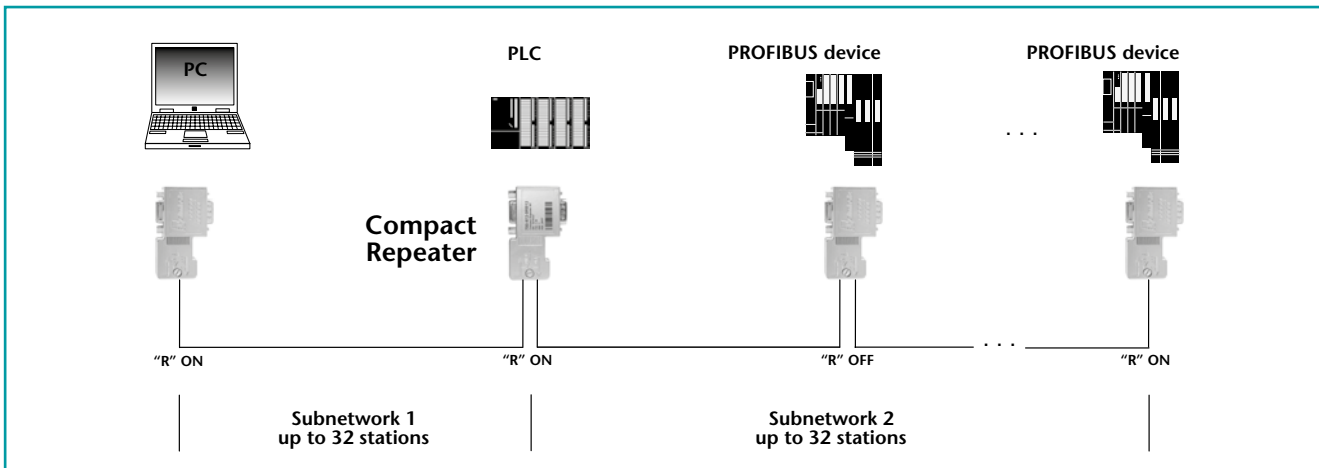 PC
PLC
PROFIBUS device
PROFIBUS device
. . .
Compact
Repeater
. . .
"R" ON
"R" ON
"R" OFF
"R" ON
Subnetwork 1
up to 32 stations
Subnetwork 2
up to 32 stations